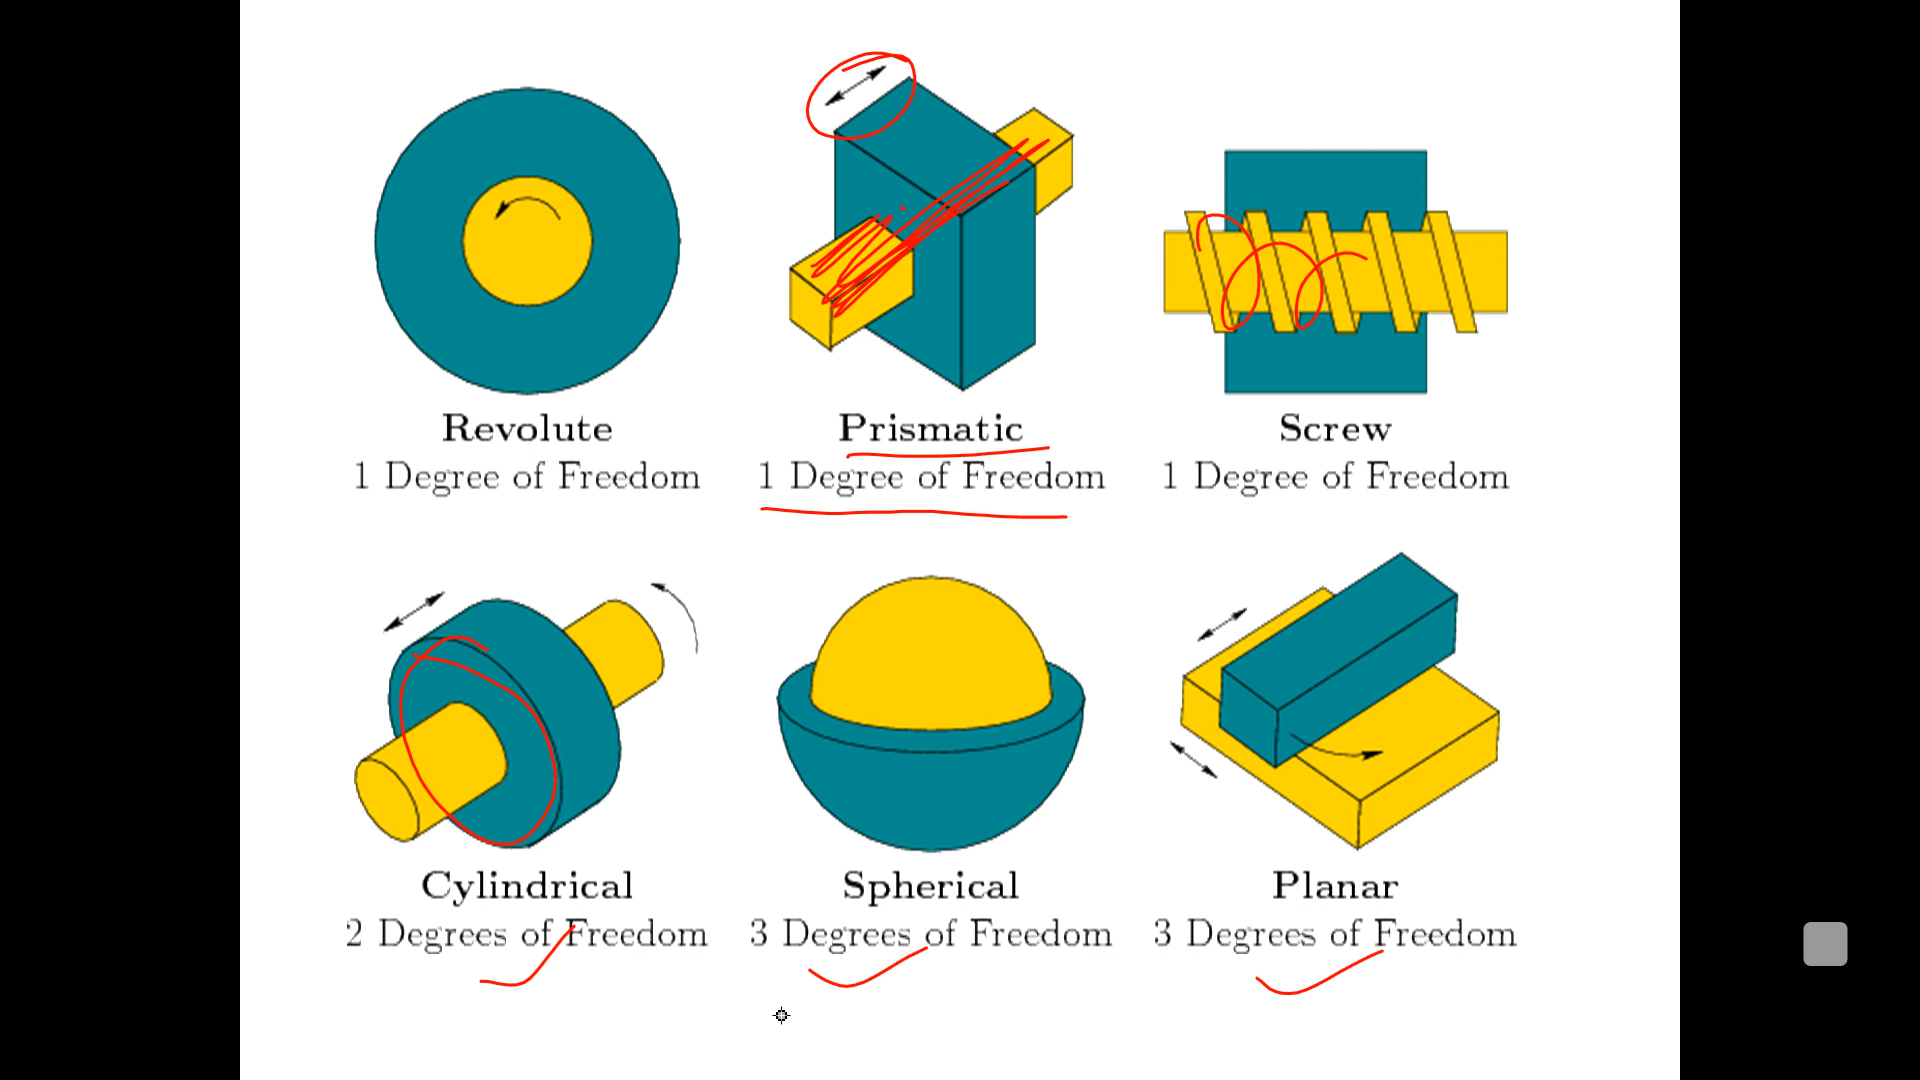 Revolute
1 Degree of Freedom
Prismatic
1 Degree of Freedom
Screw
1 Degree of Freedom
Cylindrical
2 Degrees of Freedom
Spherical
3 Degrees of Freedom
Planar
3 Degrees of Freedom